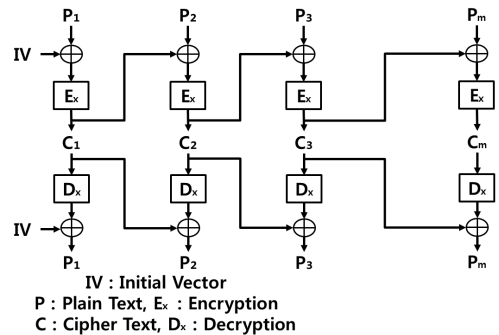 P₁ P₂ P₃ Pₘ
IV
Eₓ Eₓ Eₓ Eₓ
C₁ C₂ C₃ Cₘ
Dₓ Dₓ Dₓ Dₓ
IV
P₁ P₂ P₃ Pₘ
IV : Initial Vector
P : Plain Text, Eₓ : Encryption
C : Cipher Text, Dₓ : Decryption